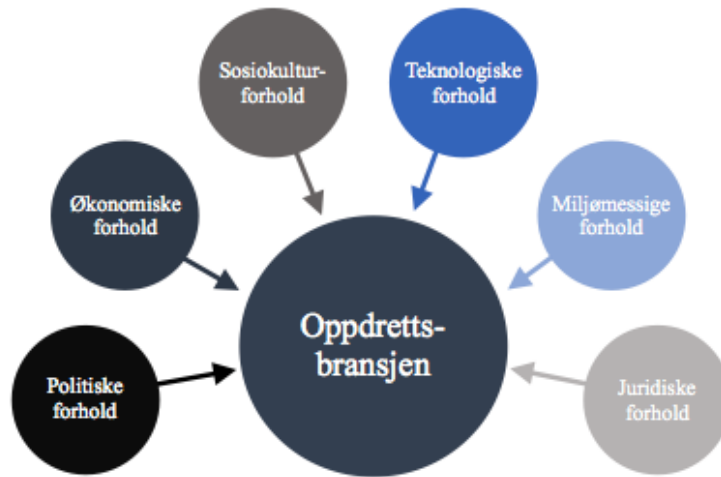 Sosiokultur-
forhold
Teknologiske
forhold
Økonomiske
forhold
Miljømessige
forhold
Oppdretts-
bransjen
Politiske
forhold
Juridiske
forhold